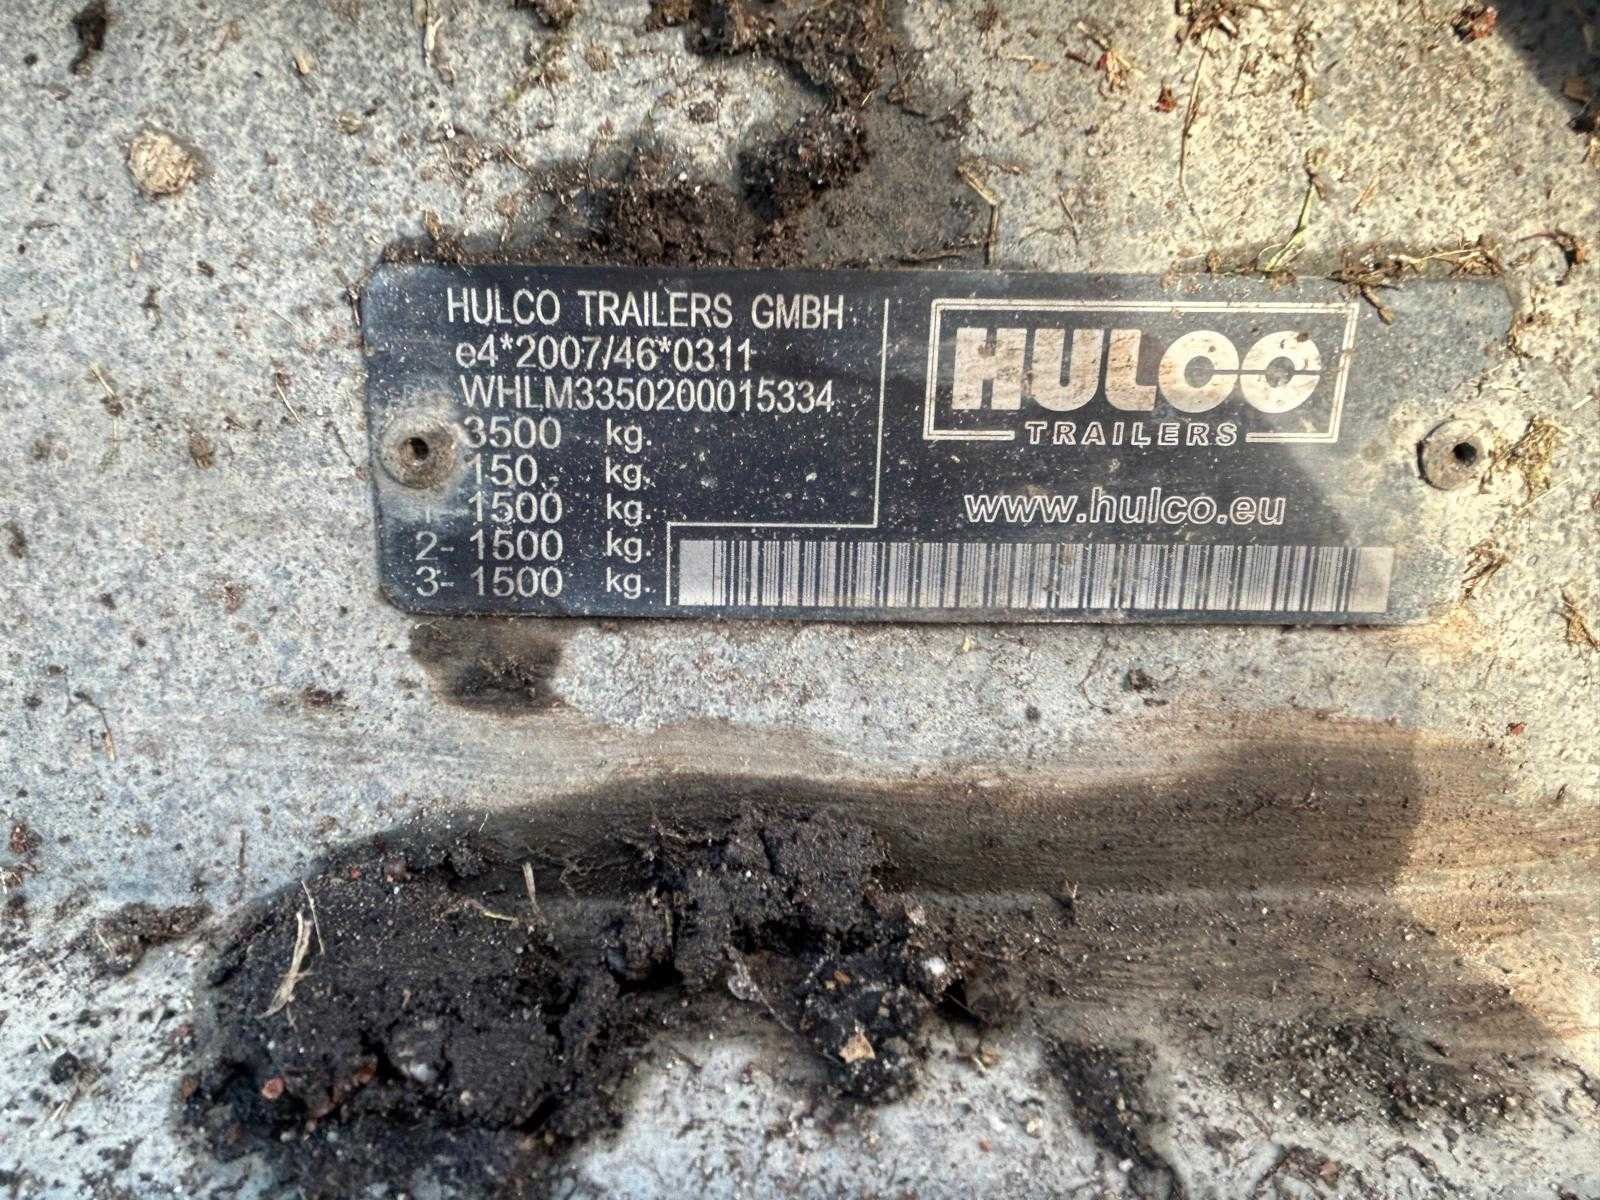 HULCO TRAILERS GMBH
e4*2007/46*0311
WHLM3350200015334
3500 kg.
150 kg.
1500 kg.
2- 1500 kg.
3- 1500 kg.
HULCO
TRAILERS
www.hulco.eu